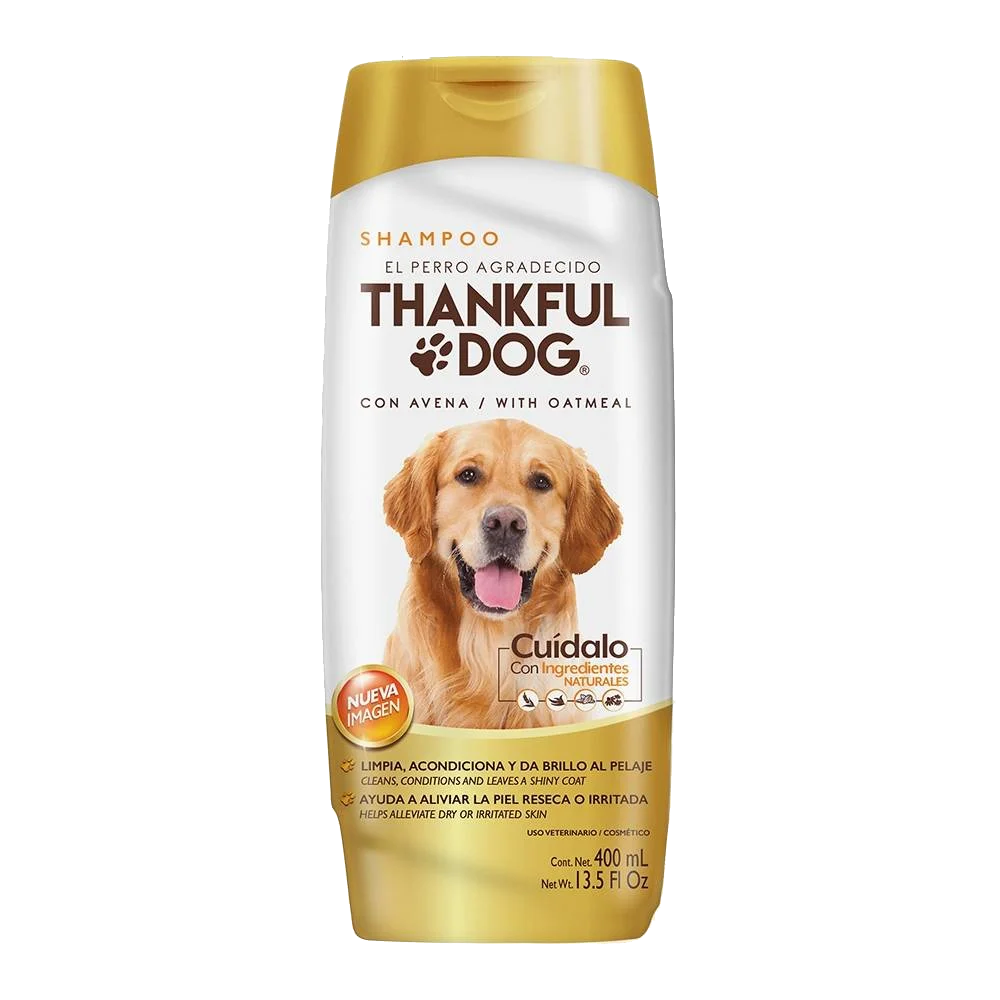 SHAMPOO
EL PERRO AGRADECIDO
THANKFUL
DOG®
CON AVENA / WITH OATMEAL
Cuídalo
Con Ingredientes
NATURALES
NUEVA
IMAGEN
LIMPIA, ACONDICIONA Y DA BRILLO AL PELAJE
CLEANS, CONDITIONS AND LEAVES A SHINY COAT
AYUDA A ALIVIAR LA PIEL RESECA O IRRITADA
HELPS ALLEVIATE DRY OR IRRITATED SKIN
USO VETERINARIO / COSMÉTICO
Cont. Net. 400 mL
Net Wt. 13.5 Fl Oz